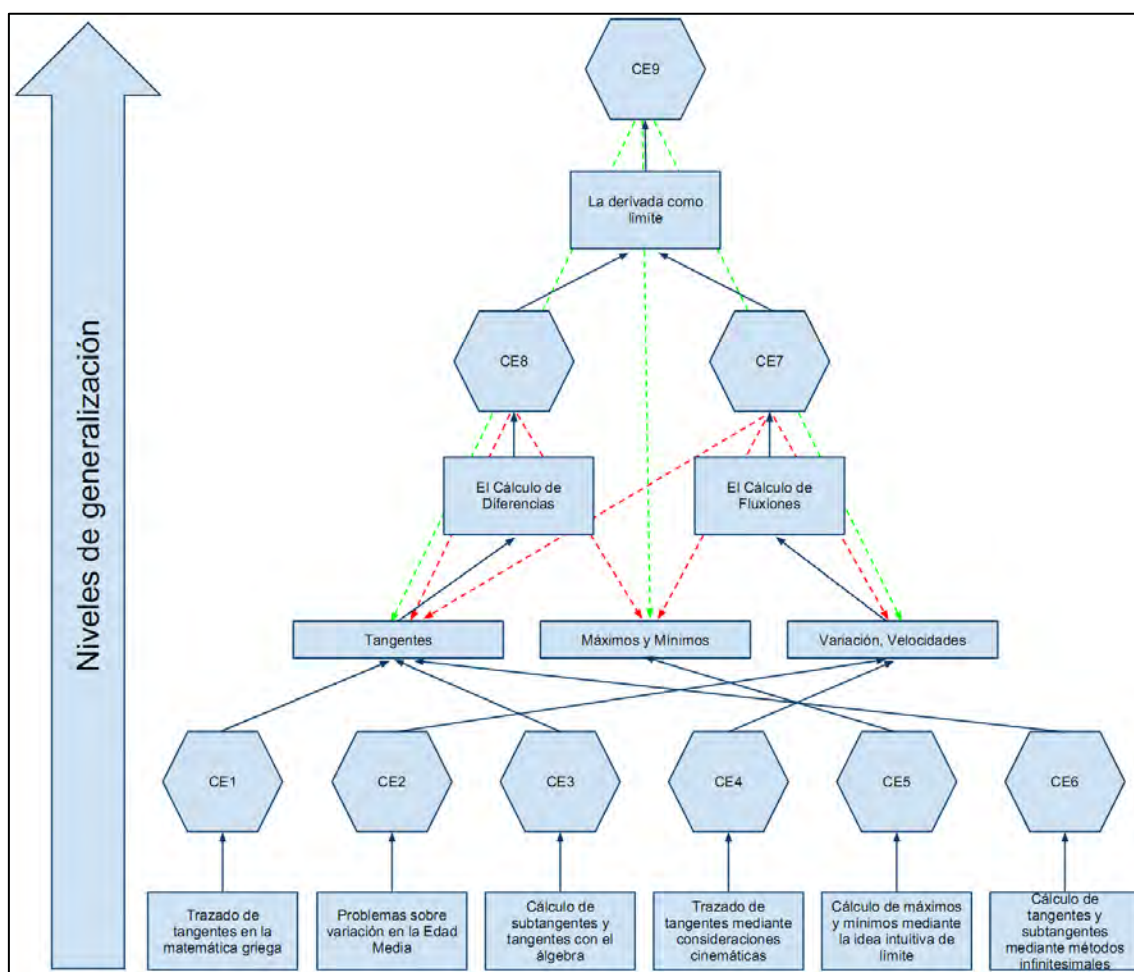 CE9
La derivada como
límite
CE8
CE7
El Cálculo de
Diferencias
El Cálculo de
Fluxiones
Niveles de generalización
Tangentes
Máximos y Mínimos
Variación, Velocidades
CE1
CE2
CE3
CE4
CE5
CE6
Trazado de
tangentes en la
matemática griega
Problemas sobre
variación en la Edad
Media
Cálculo de
subtangentes y
tangentes con el
álgebra
Trazado de
tangentes mediante
consideraciones
cinemáticas
Cálculo de máximos
y mínimos mediante
la idea intuitiva de
límite
Cálculo de
tangentes y
subtangentes
mediante métodos
infinitesimales